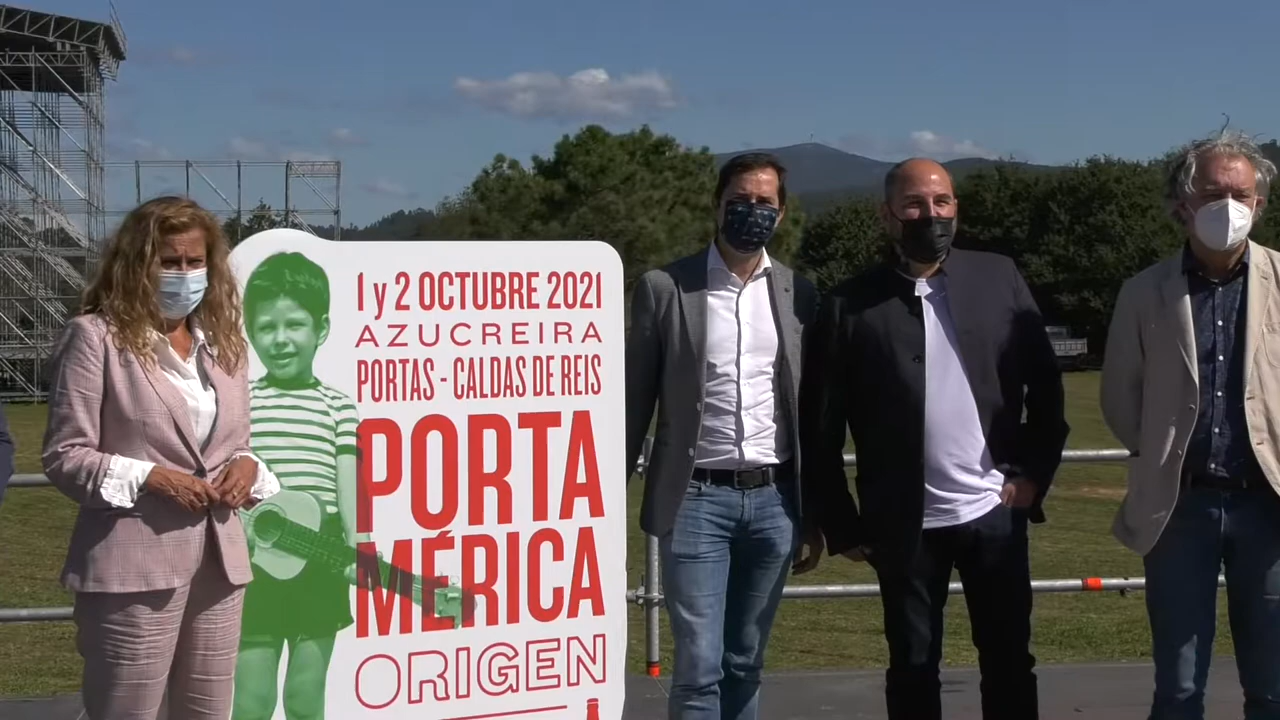 1 y 2 OCTUBRE 2021
AZUCREIRA
PORTAS - CALDAS DE REIS
PORTA
MÉRICA
ORIGEN